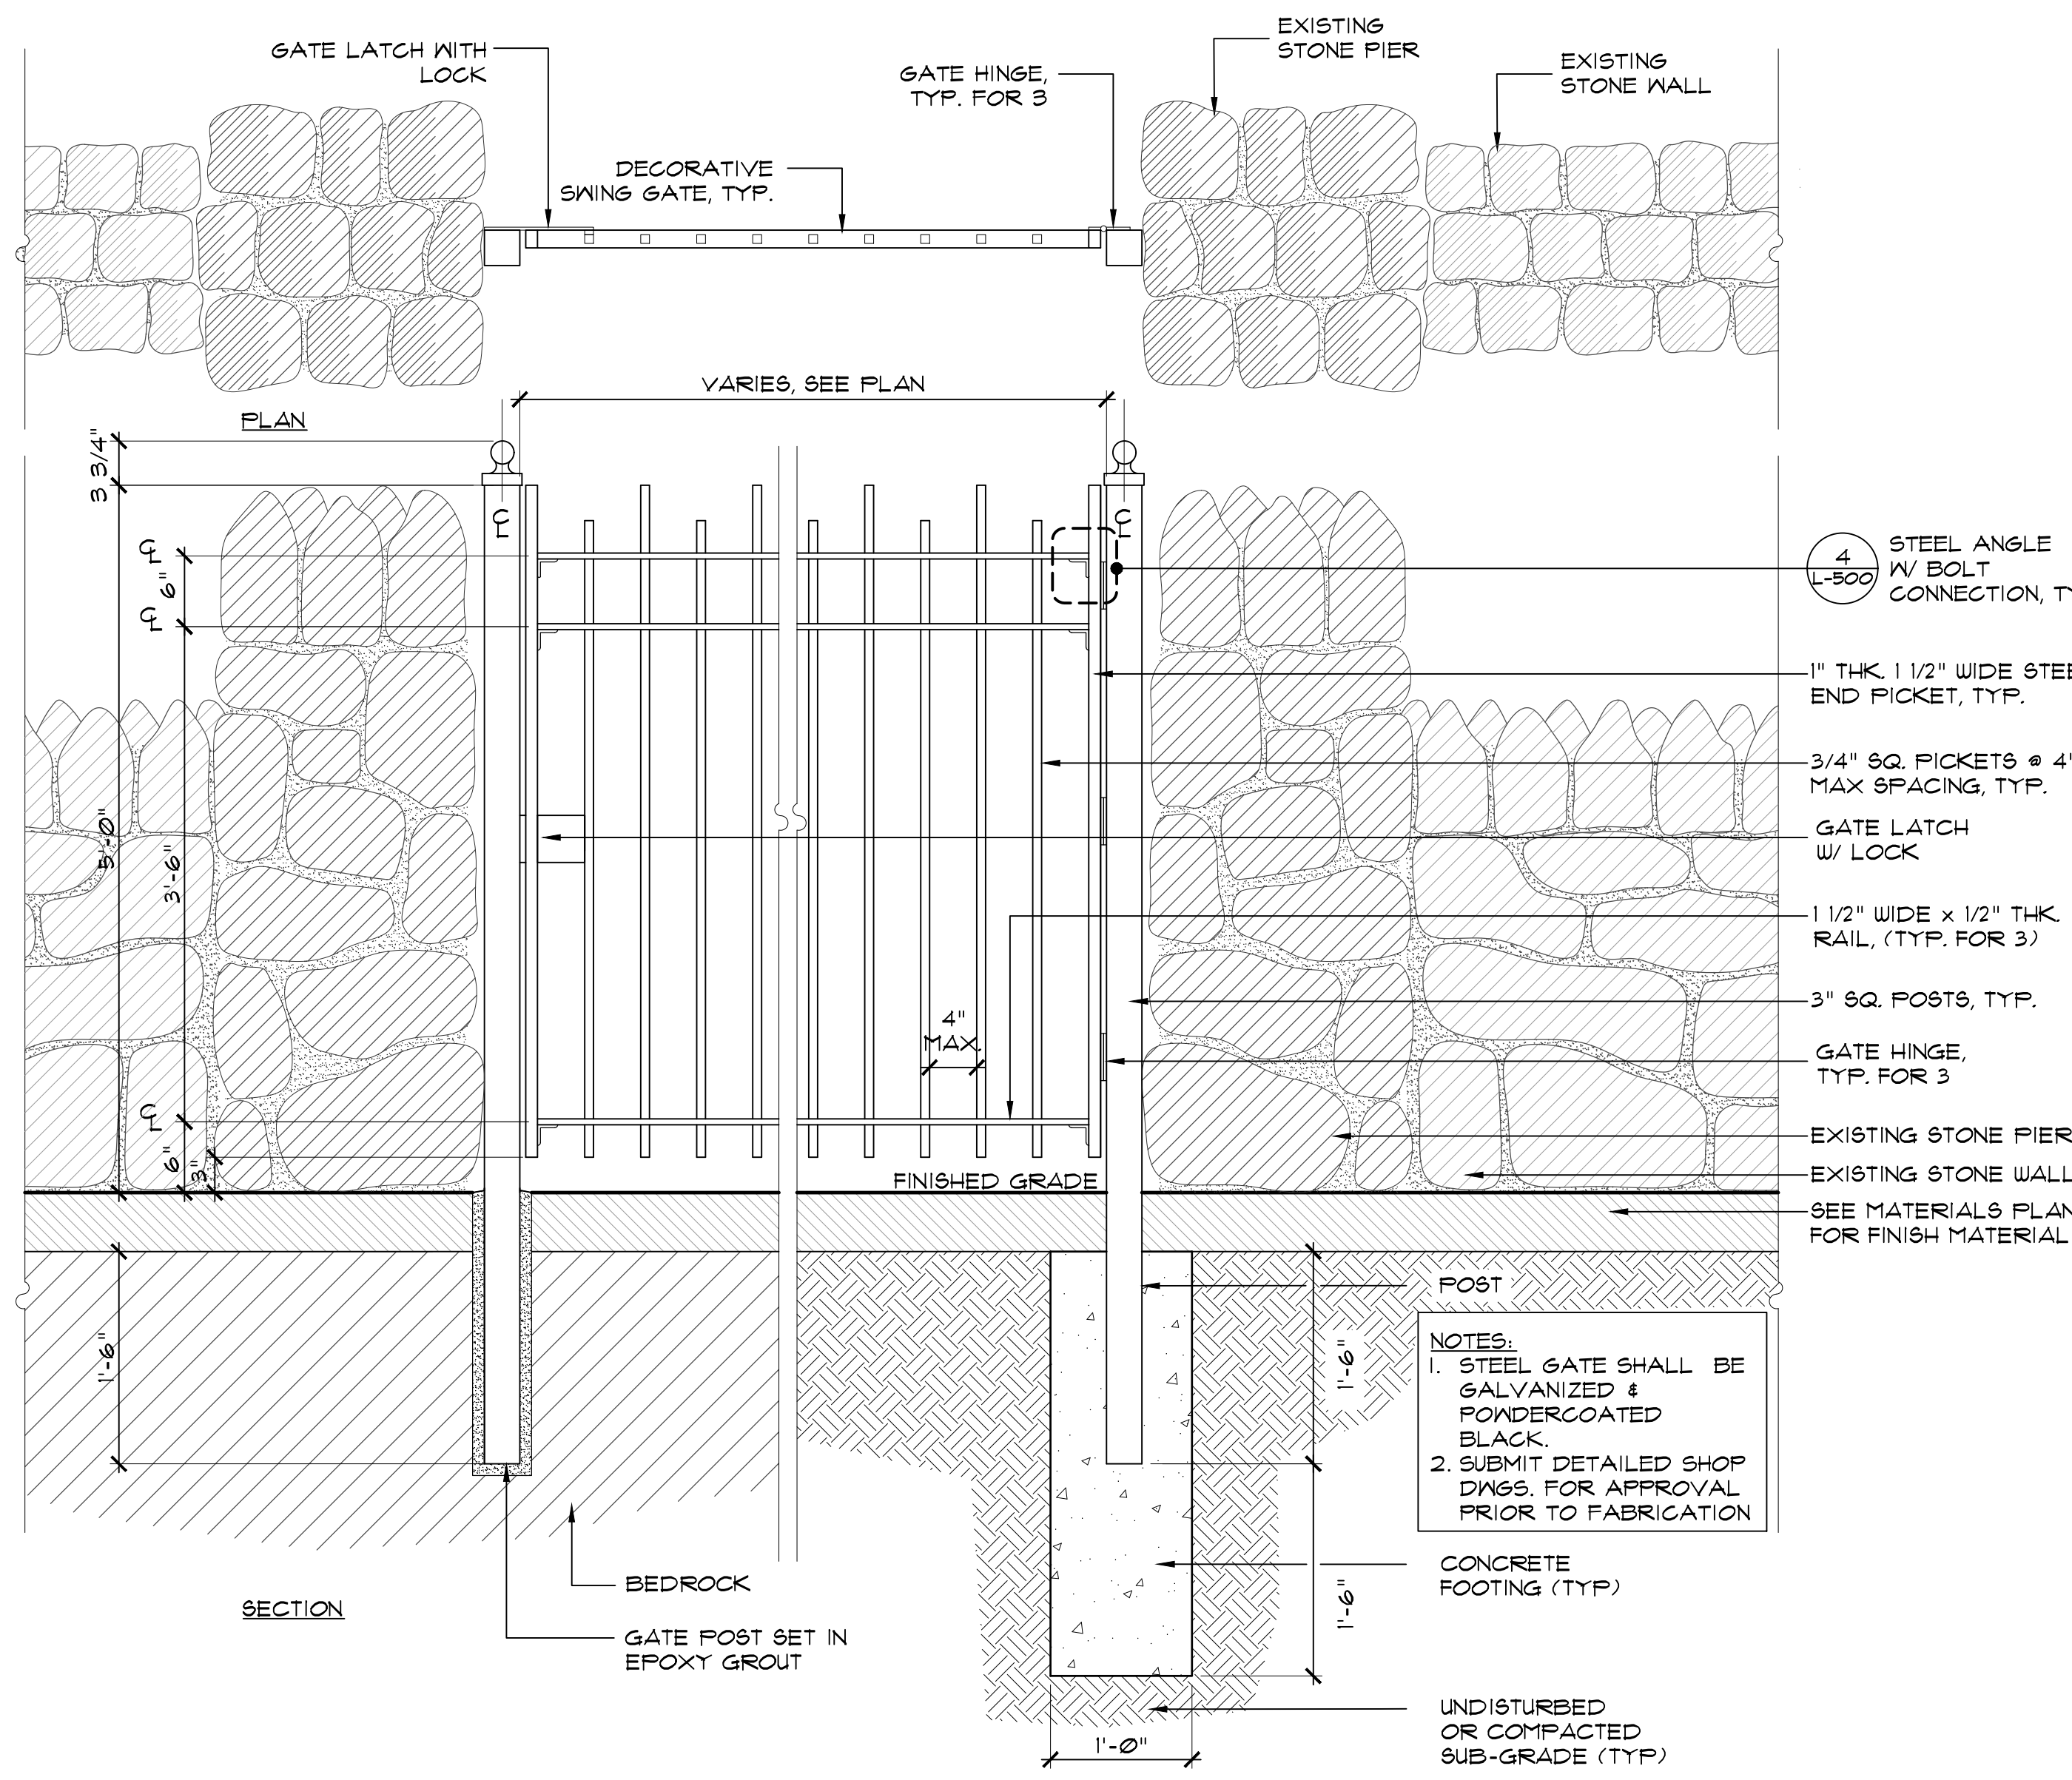 GATE LATCH WITH
LOCK
GATE HINGE,
TYP. FOR 3
EXISTING
STONE PIER
EXISTING
STONE WALL
DECORATIVE
SWING GATE, TYP.
PLAN
VARIES, SEE PLAN
3 3/4"
CL
CL
CL
6"
CL
5'-0"
3'-6"
CL
6"
3"
4"
MAX.
FINISHED GRADE
4
L-500
STEEL ANGLE
W/ BOLT
CONNECTION,
1" THK. 1 1/2" WIDE
END PICKET, TYP.
3/4" SQ. PICKETS @ 4"
MAX SPACING, TYP.
GATE LATCH
W/ LOCK
1 1/2" WIDE x 1/2" THK.
RAIL, (TYP. FOR 3)
3" SQ. POSTS, TYP.
GATE HINGE,
TYP. FOR 3
EXISTING STONE PIER
EXISTING STONE WALL
SEE MATERIALS PLAN
FOR FINISH MATERIAL
1'-6"
POST
1'-6"
NOTES:
1. STEEL GATE SHALL BE
GALVANIZED &
POWDERCOATED
BLACK.
2. SUBMIT DETAILED SHOP
DWGS. FOR APPROVAL
PRIOR TO FABRICATION
CONCRETE
FOOTING (TYP)
1'-6"
BEDROCK
SECTION
GATE POST SET IN
EPOXY GROUT
UNDISTURBED
OR COMPACTED
SUB-GRADE (TYP)
1'-0"